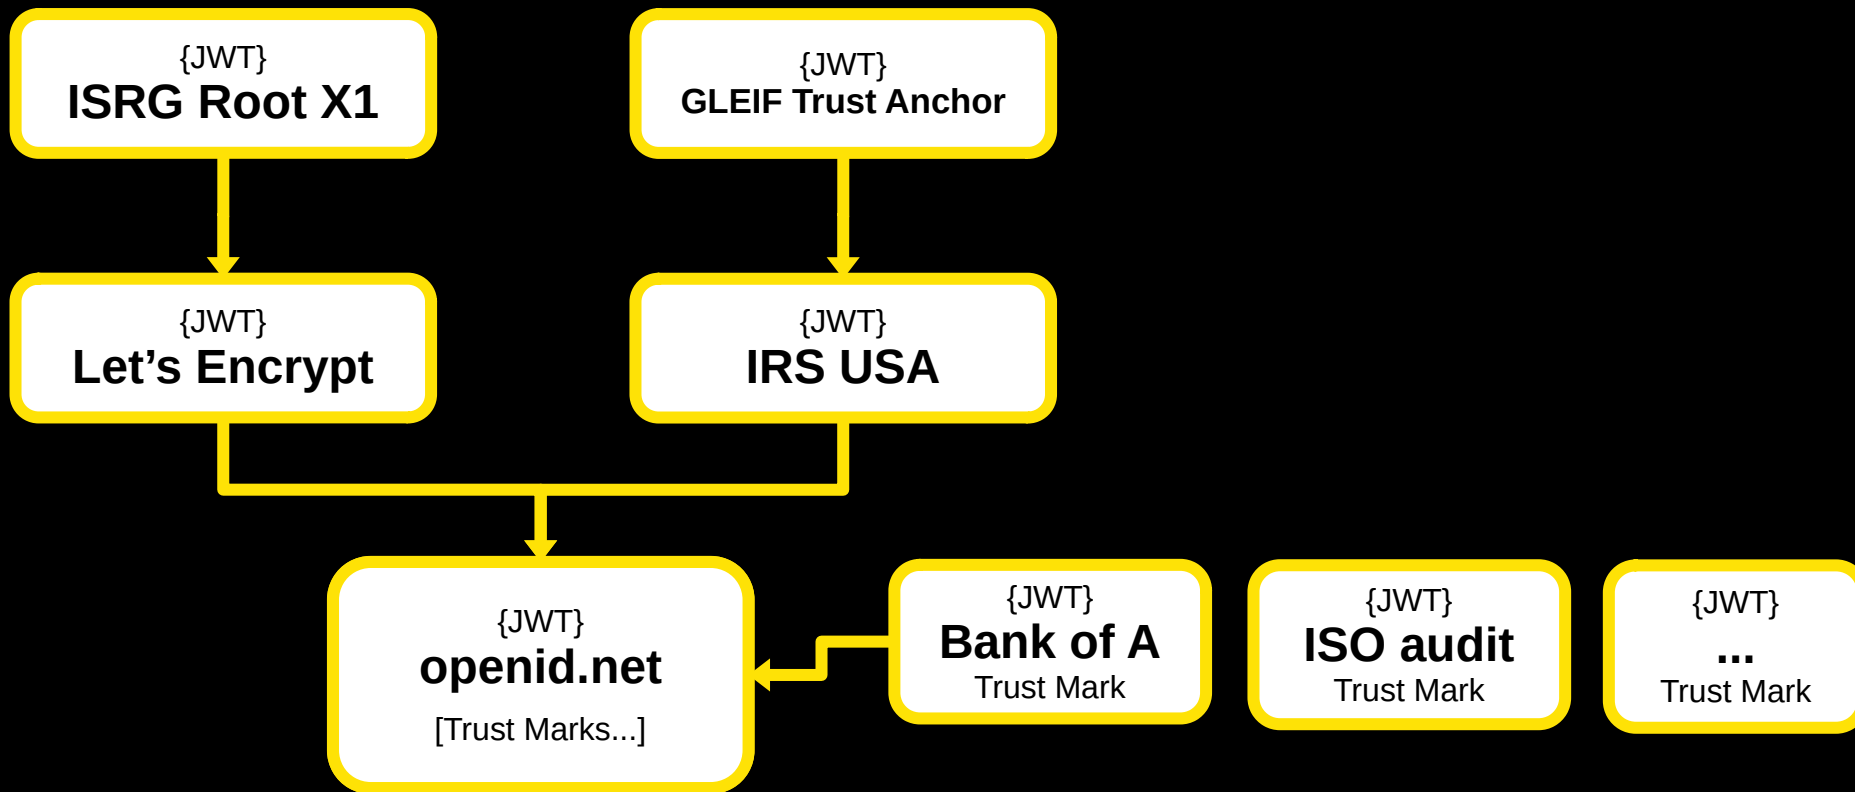 {JWT}
ISRG Root X1
{JWT}
GLEIF Trust Anchor
{JWT}
Let’s Encrypt
{JWT}
IRS USA
{JWT}
openid.net
[Trust Marks...]
{JWT}
Bank of A
Trust Mark
{JWT}
ISO audit
Trust Mark
{JWT}
...
Trust Mark